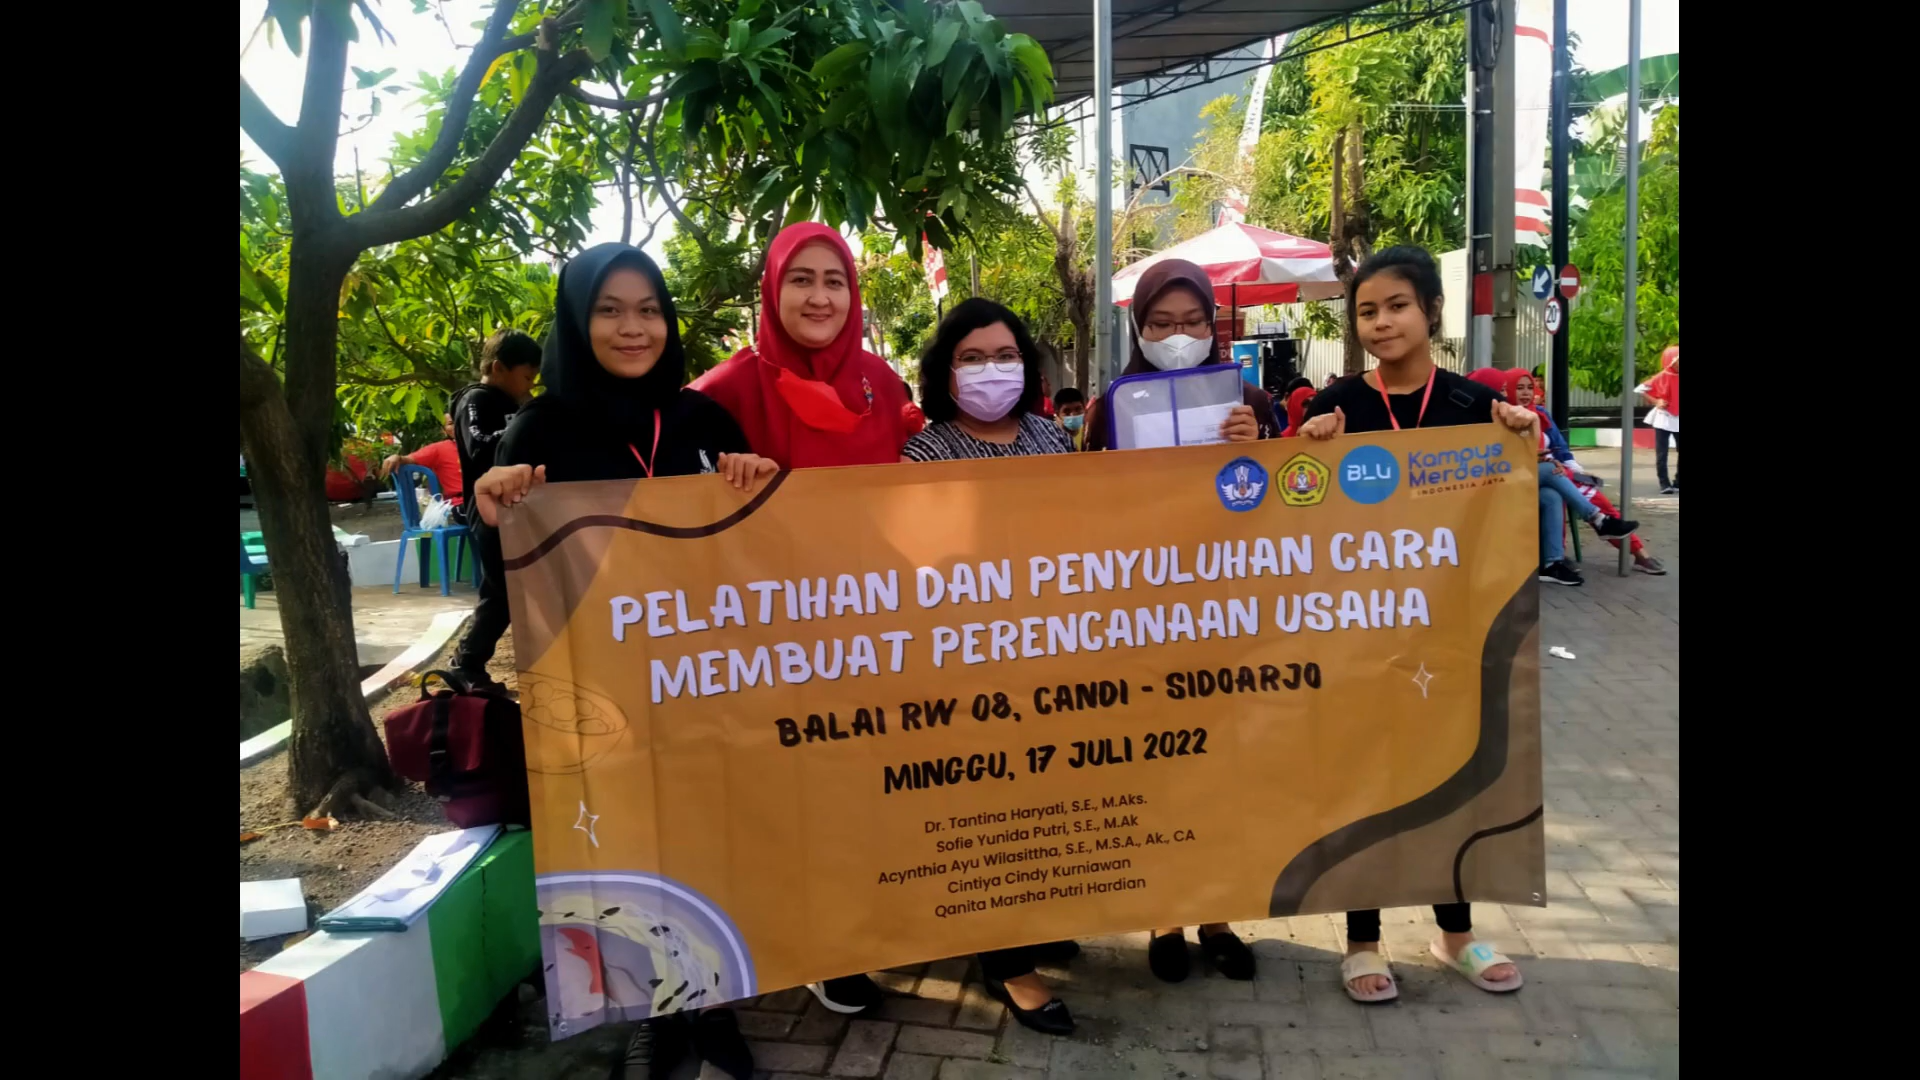 BLU
Kampus
Merdeka
INDONESIA JAYA
PELATIHAN DAN PENYULUHAN CARA
MEMBUAT PERENCANAAN USAHA
BALAI RW 08, CANDI - SIDOARJO
MINGGU, 17 JULI 2022
Dr. Tantina Haryati, S.E., M.Aks.
Sofie Yunida Putri, S.E., M.Ak
Acynthia Ayu Wilasittha, S.E., M.S.A., Ak., CA
Cintiya Cindy Kurniawan
Qanita Marsha Putri Hardian
20